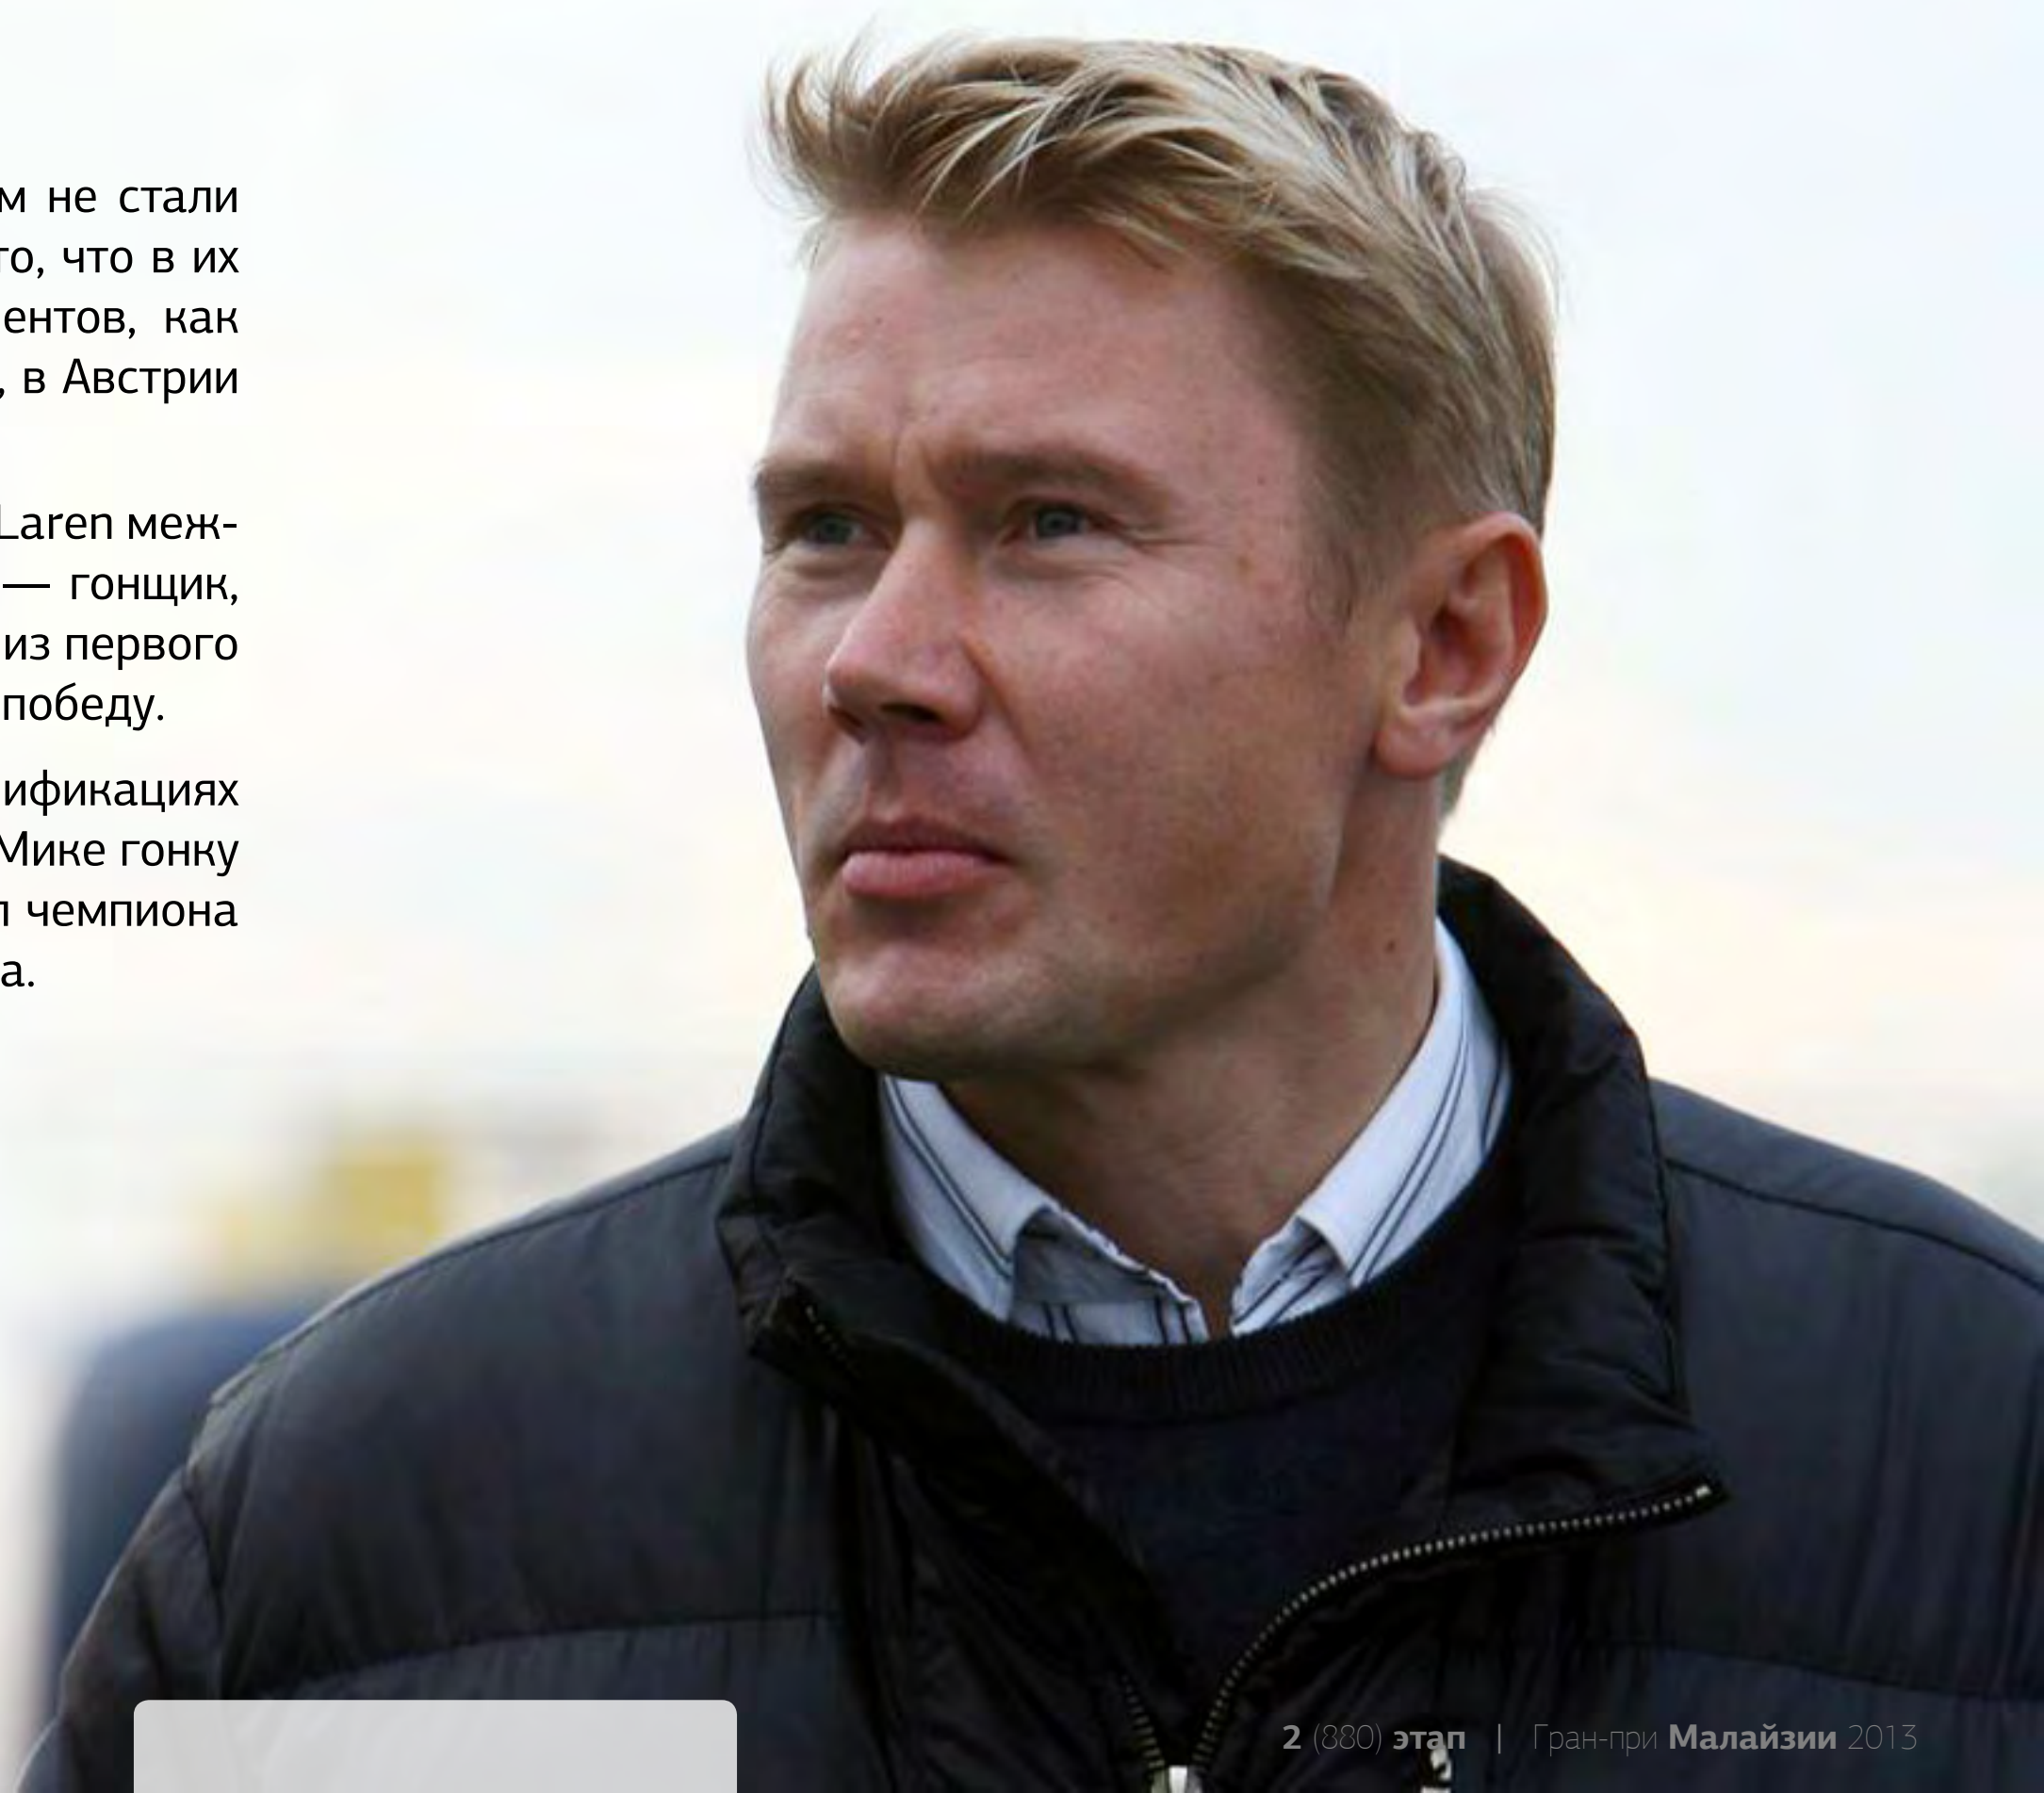 м не стали
то, что в их
ентов, как
, в Австрии
Laren меж-
— гонщик,
из первого
победу.
ификациях
Мике гонку
л чемпиона
а.
2 (880) этап | Гран-при Малайзии 2013